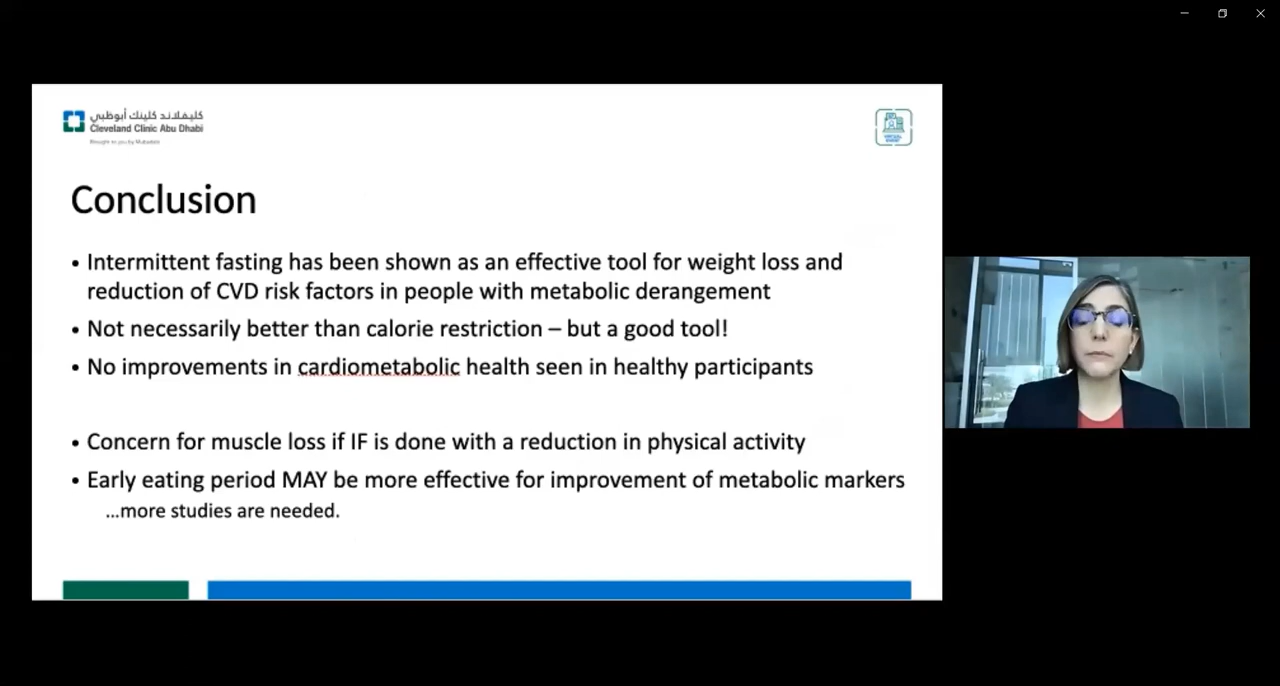 كليفلاند كلينك أبوظبي
Cleveland Clinic Abu Dhabi
Brought to you by Mubadala
VIRTUAL
EVENT
Conclusion
• Intermittent fasting has been shown as an effective tool for weight loss and
reduction of CVD risk factors in people with metabolic derangement
• Not necessarily better than calorie restriction – but a good tool!
• No improvements in cardiometabolic health seen in healthy participants
• Concern for muscle loss if IF is done with a reduction in physical activity
• Early eating period MAY be more effective for improvement of metabolic markers
...more studies are needed.